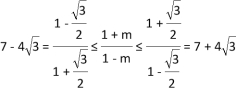 7 - 4√3 = (1 - √3/2)/(1 + √3/2) ≤ (1 + m)/(1 - m) ≤ (1 + √3/2)/(1 - √3/2) = 7 + 4√3